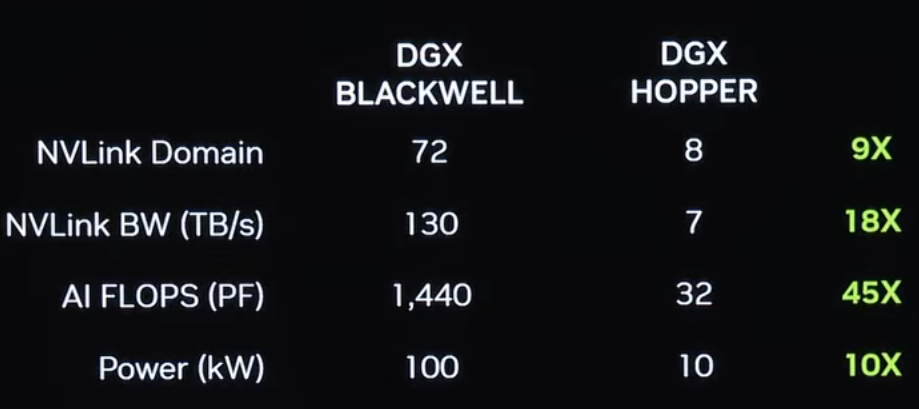 DGX BLACKWELL
DGX HOPPER
NVLink Domain 72 8 9X
NVLink BW (TB/s) 130 7 18X
AI FLOPS (PF) 1,440 32 45X
Power (kW) 100 10 10X